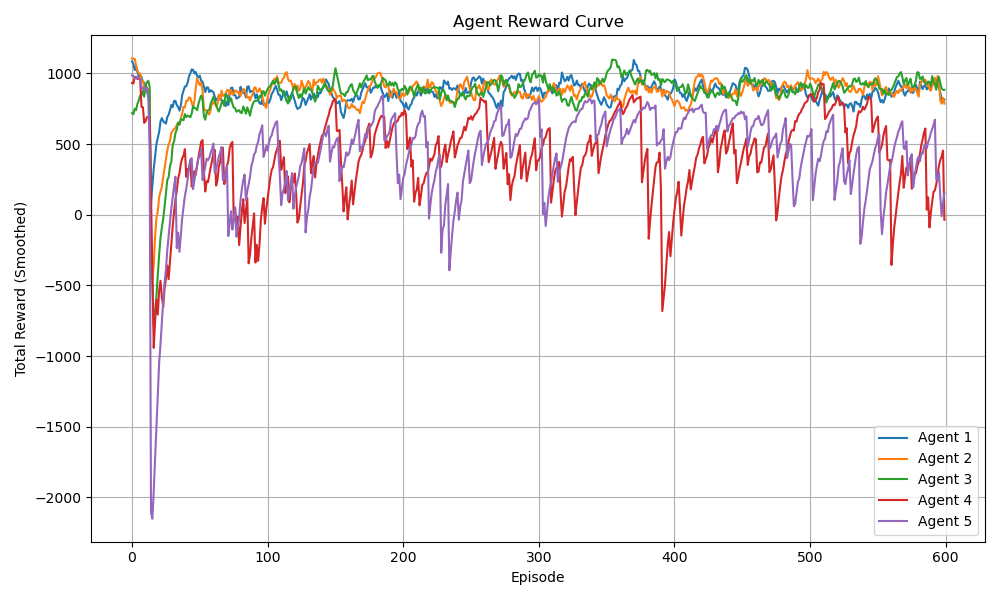 Agent Reward Curve
Total Reward (Smoothed)
1000
500
0
−500
−1000
−1500
−2000
0 100 200 300 400 500 600
Episode
Agent 1
Agent 2
Agent 3
Agent 4
Agent 5